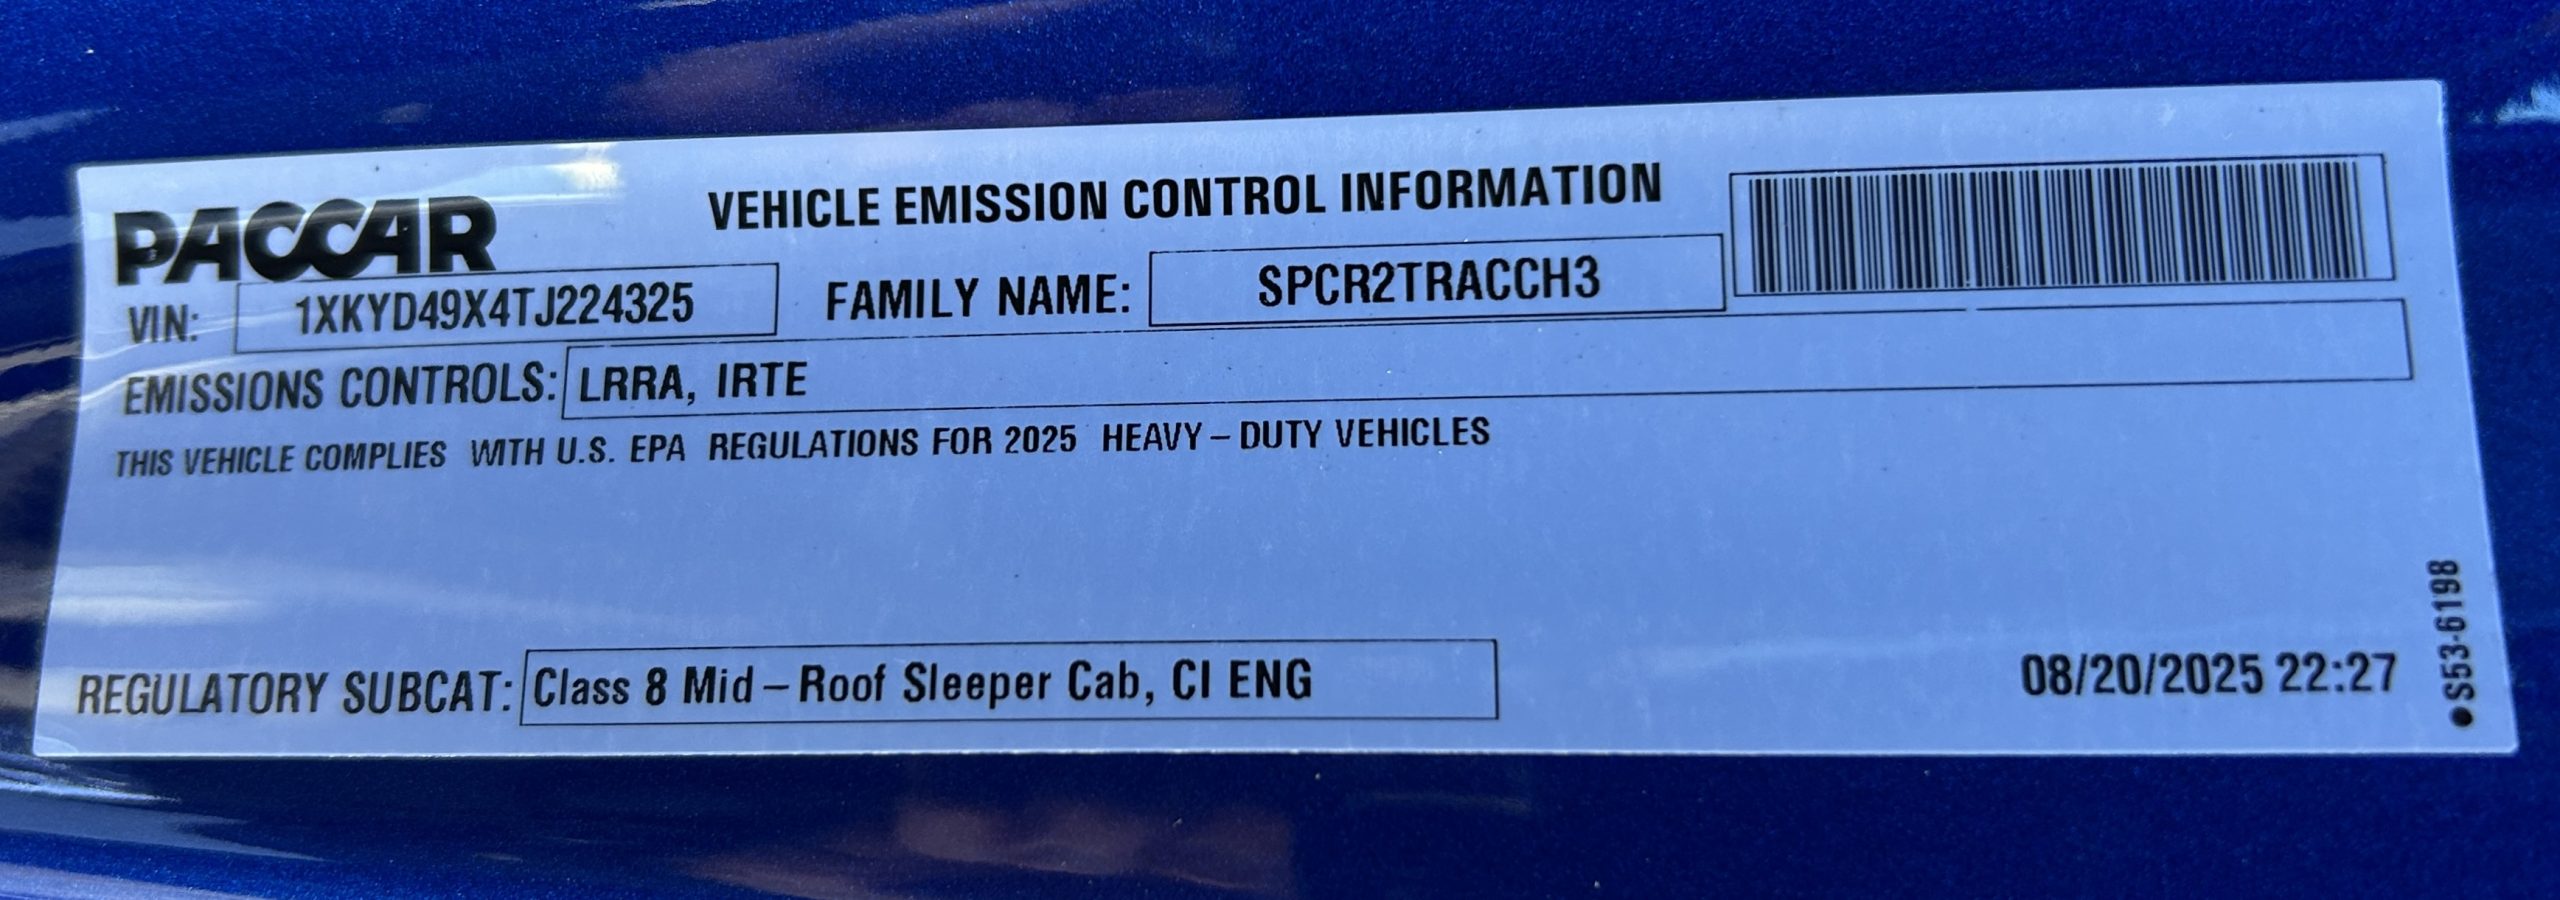 PACCAR
VEHICLE EMISSION CONTROL INFORMATION
VIN: 1XKYD49X4TJ224325
FAMILY NAME: SPCR2TRACCH3
EMISSIONS CONTROLS: LRRA, IRTE
THIS VEHICLE COMPLIES WITH U.S. EPA REGULATIONS FOR 2025 HEAVY – DUTY VEHICLES
REGULATORY SUBCAT: Class 8 Mid – Roof Sleeper Cab, CI ENG
08/20/2025 22:27
●S53-6198